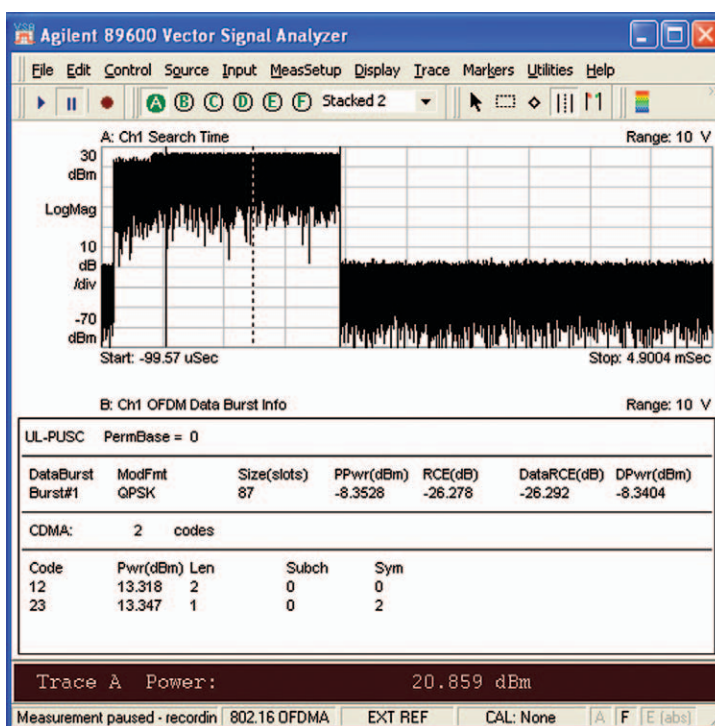 VSA
Agilent 89600 Vector Signal Analyzer
File Edit Control Source Input MeasSetup Display Trace Markers Utilities Help
A B C D E F Stacked 2
A: Ch1 Search Time Range: 10 V
30
dBm
LogMag
10
dB
/div
-70
dBm
Start: -99.57 uSec Stop: 4.9004 mSec
B: Ch1 OFDM Data Burst Info Range: 10 V
UL-PUSC PermBase = 0
DataBurst ModFmt Size(slots) PPwr(dBm) RCE(dB) DataRCE(dB) DPwr(dBm)
Burst#1 QPSK 87 -8.3528 -26.278 -26.292 -8.3404
CDMA: 2 codes
Code Pwr(dBm) Len Subch Sym
12 13.318 2 0 0
23 13.347 1 0 2
Trace A Power: 20.859 dBm
Measurement paused - recordin 802.16 OFDMA EXT REF CAL: None A F E (abs)